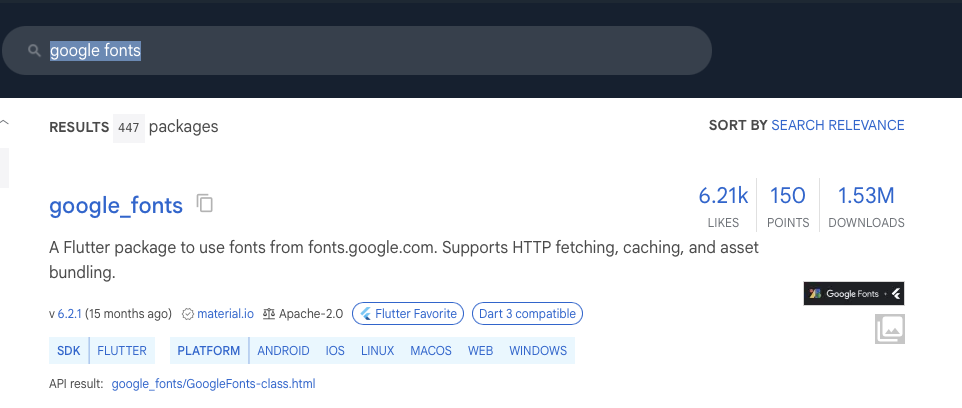 google fonts
RESULTS 447 packages
SORT BY SEARCH RELEVANCE
google_fonts
6.21k 150 1.53M
LIKES POINTS DOWNLOADS
A Flutter package to use fonts from fonts.google.com. Supports HTTP fetching, caching, and asset
bundling.
Google Fonts
v 6.2.1 (15 months ago) material.io Apache-2.0 Flutter Favorite Dart 3 compatible
SDK FLUTTER PLATFORM ANDROID IOS LINUX MACOS WEB WINDOWS
API result: google_fonts/GoogleFonts-class.html